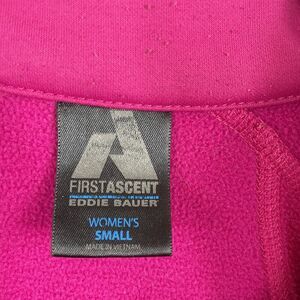 FIRSTASCENT
EDDIE BAUER
WOMEN'S
SMALL
MADE IN VIETNAM